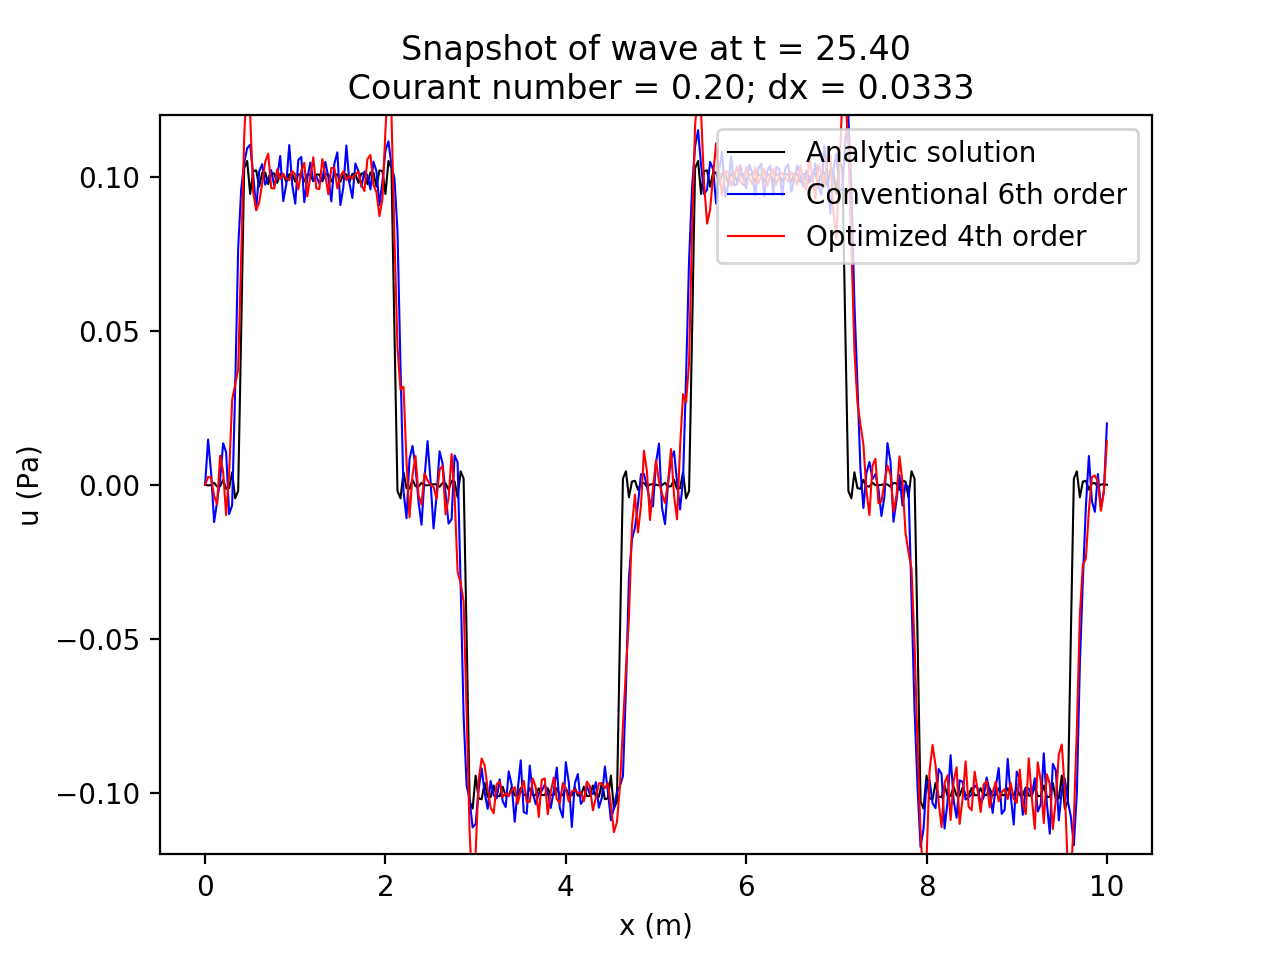 Snapshot of wave at t = 25.40
Courant number = 0.20; dx = 0.0333
Analytic solution
Conventional 6th order
Optimized 4th order
0.10
0.05
0.00
−0.05
−0.10
u (Pa)
0 2 4 6 8 10
x (m)